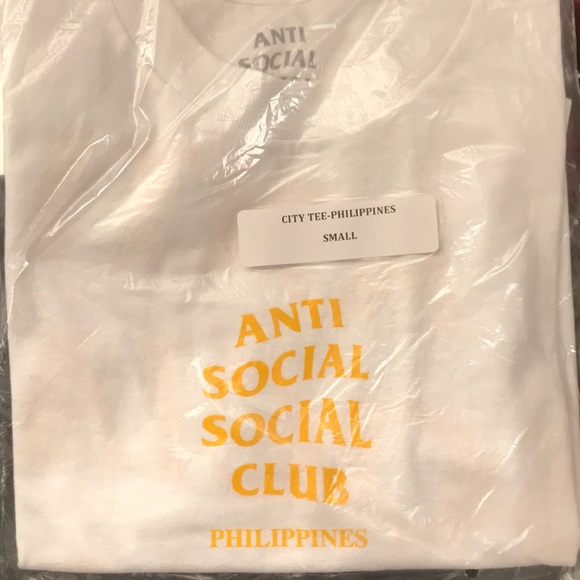 ANTI
SOCIAL
CITY TEE-PHILIPPINES
SMALL
ANTI
SOCIAL
SOCIAL
CLUB
PHILIPPINES